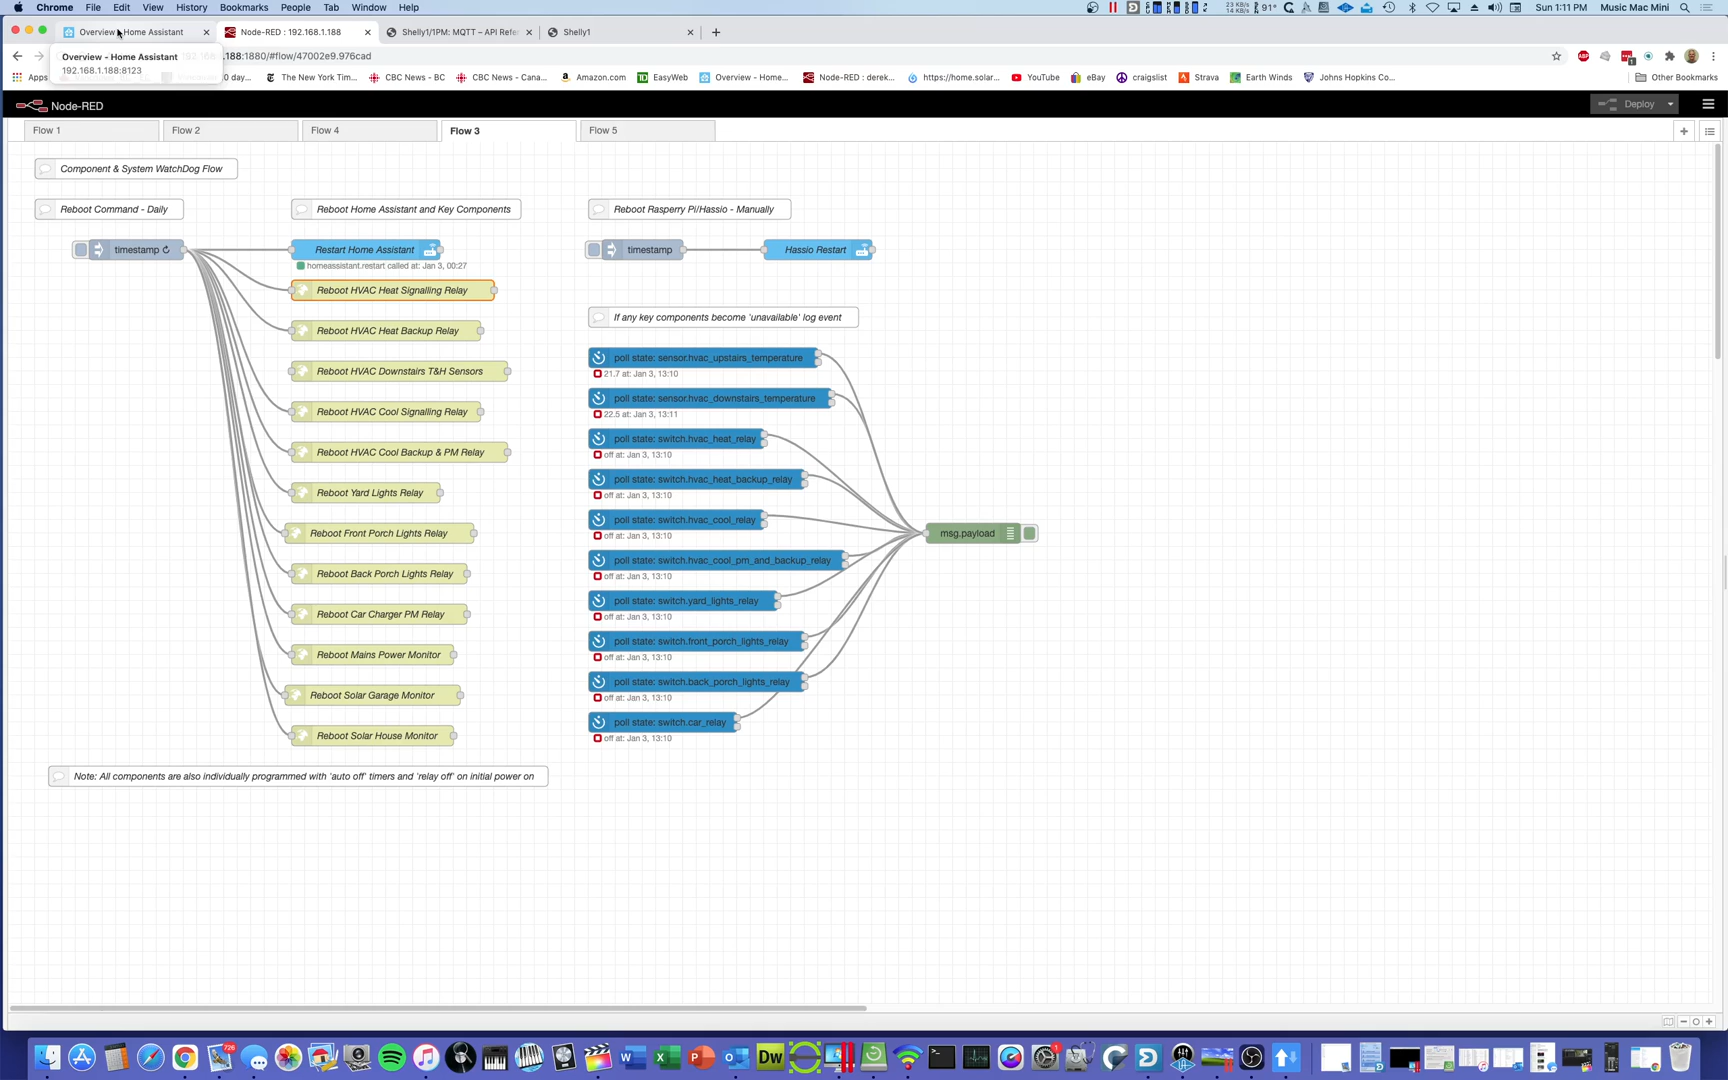 Chrome File Edit View History Bookmarks People Tab Window Help
23 KB/s
14 KB/s
91° Sun 1:11 PM Music Mac Mini
Overview - Home Assistant
Node-RED : 192.168.1.188
Shelly1/1PM: MQTT – API Refe
Shelly1
.188:1880/#flow/47002e9.976cad
Overview - Home Assistant
192.168.1.188:8123
Apps
0 day...
The New York Tim...
CBC News - BC
CBC News - Cana...
Amazon.com
EasyWeb
Overview - Home...
Node-RED : derek...
https://home.solar...
YouTube
eBay
craigslist
Strava
Earth Winds
Johns Hopkins Co...
Other Bookmarks
Node-RED
Deploy
Flow 1
Flow 2
Flow 4
Flow 3
Flow 5
Component & System WatchDog Flow
Reboot Command - Daily
Reboot Home Assistant and Key Components
Reboot Rasperry Pi/Hassio - Manually
timestamp ↻
Restart Home Assistant
homeassistant.restart called at: Jan 3, 00:27
timestamp
Hassio Restart
Reboot HVAC Heat Signalling Relay
Reboot HVAC Heat Backup Relay
Reboot HVAC Downstairs T&H Sensors
Reboot HVAC Cool Signalling Relay
Reboot HVAC Cool Backup & PM Relay
Reboot Yard Lights Relay
Reboot Front Porch Lights Relay
Reboot Back Porch Lights Relay
Reboot Car Charger PM Relay
Reboot Mains Power Monitor
Reboot Solar Garage Monitor
Reboot Solar House Monitor
If any key components become 'unavailable' log event
poll state: sensor.hvac_upstairs_temperature
21.7 at: Jan 3, 13:10
poll state: sensor.hvac_downstairs_temperature
22.5 at: Jan 3, 13:11
poll state: switch.hvac_heat_relay
off at: Jan 3, 13:10
poll state: switch.hvac_heat_backup_relay
off at: Jan 3, 13:10
poll state: switch.hvac_cool_relay
off at: Jan 3, 13:10
poll state: switch.hvac_cool_pm_and_backup_relay
off at: Jan 3, 13:10
poll state: switch.yard_lights_relay
off at: Jan 3, 13:10
poll state: switch.front_porch_lights_relay
off at: Jan 3, 13:10
poll state: switch.back_porch_lights_relay
off at: Jan 3, 13:10
poll state: switch.car_relay
off at: Jan 3, 13:10
msg.payload
Note: All components are also individually programmed with 'auto off' timers and 'relay off' on initial power on
726
Dw
1